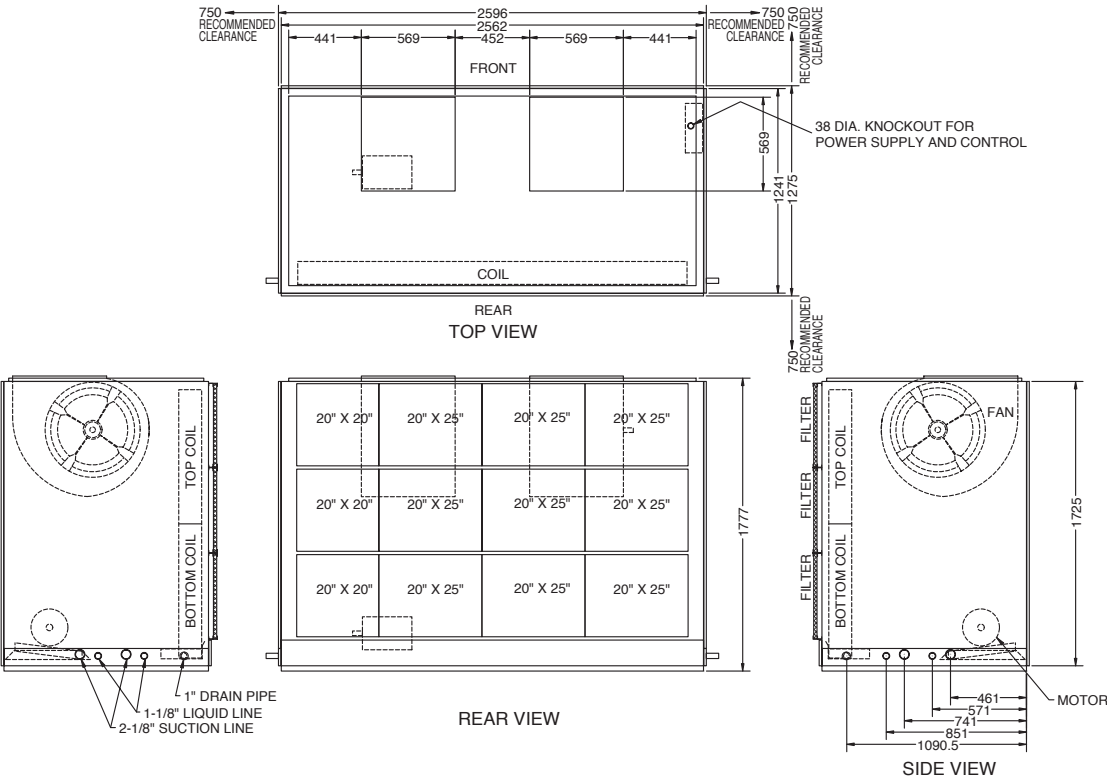 750
RECOMMENDED
CLEARANCE
2596
2562
441
569
452
569
441
750
RECOMMENDED
CLEARANCE
750
RECOMMENDED
CLEARANCE
FRONT
38 DIA. KNOCKOUT FOR
POWER SUPPLY AND CONTROL
569
1241
1275
COIL
REAR
TOP VIEW
750
RECOMMENDED
CLEARANCE
TOP COIL
BOTTOM COIL
1" DRAIN PIPE
1-1/8" LIQUID LINE
2-1/8" SUCTION LINE
20" X 20" 20" X 25" 20" X 25" 20" X 25"
20" X 20" 20" X 25" 20" X 25" 20" X 25"
20" X 20" 20" X 25" 20" X 25" 20" X 25"
1777
REAR VIEW
FILTER
FILTER
FILTER
TOP COIL
BOTTOM COIL
FAN
1725
MOTOR
461
571
741
851
1090.5
SIDE VIEW